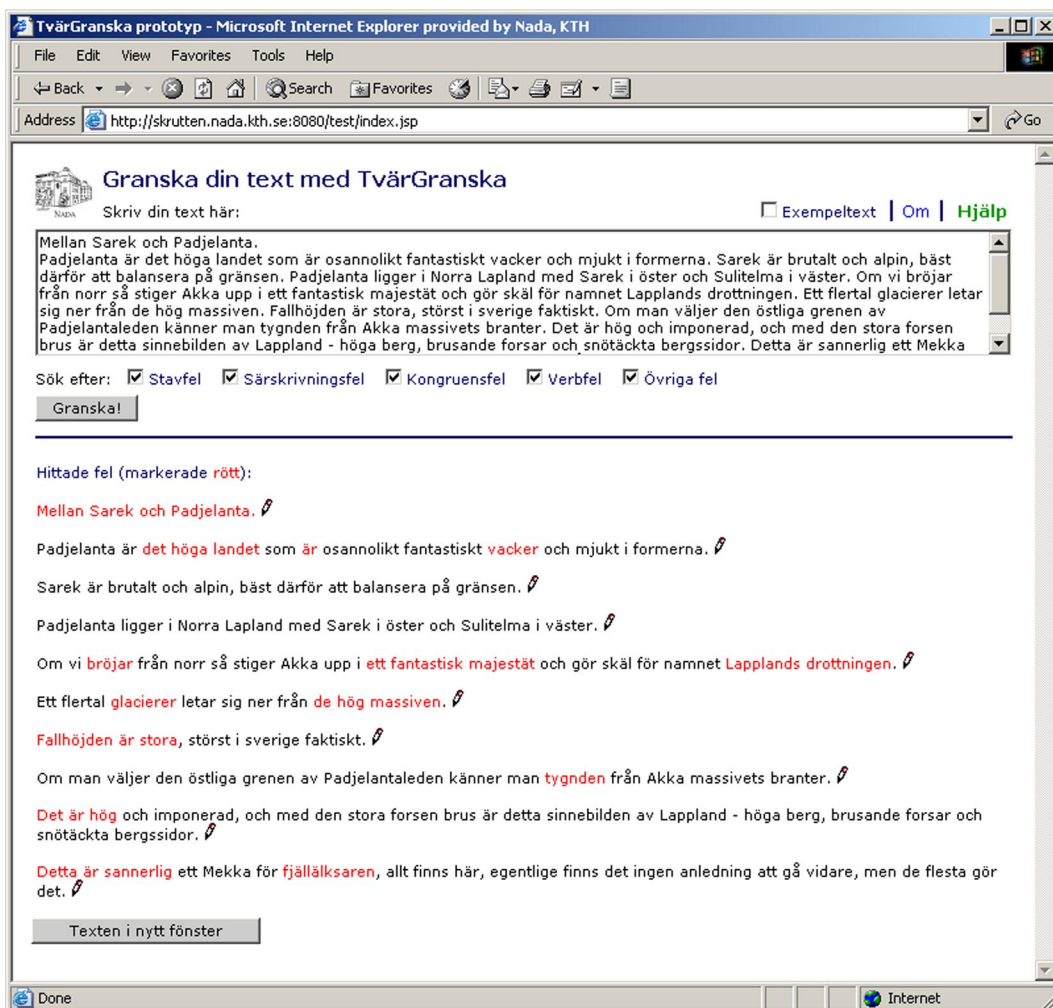 TvärGranska prototyp - Microsoft Internet Explorer provided by Nada, KTH
File Edit View Favorites Tools Help
Back Search Favorites
Address http://skrutten.nada.kth.se:8080/test/index.jsp Go
Granska din text med TvärGranska
NADA
Skriv din text här: Exempeltext | Om | Hjälp
Mellan Sarek och Padjelanta.
Padjelanta är det höga landet som är osannolikt fantastiskt vacker och mjukt i formerna. Sarek är brutalt och alpin, bäst
därför att balansera på gränsen. Padjelanta ligger i Norra Lapland med Sarek i öster och Sulitelma i väster. Om vi bröjar
från norr så stiger Akka upp i ett fantastisk majestät och gör skäl för namnet Lapplands drottningen. Ett flertal glacierer letar
sig ner från de hög massiven. Fallhöjden är stora, störst i sverige faktiskt. Om man väljer den östliga grenen av
Padjelantaleden känner man tygnden från Akka massivets branter. Det är hög och imponerad, och med den stora forsen
brus är detta sinnebilden av Lappland - höga berg, brusande forsar och snötäckta bergssidor. Detta är sannerlig ett Mekka
Sök efter: Stavfel Särskrivningsfel Kongruensfel Verbfel Övriga fel
Granska!
Hittade fel (markerade rött):
Mellan Sarek och Padjelanta.
Padjelanta är det höga landet som är osannolikt fantastiskt vacker och mjukt i formerna.
Sarek är brutalt och alpin, bäst därför att balansera på gränsen.
Padjelanta ligger i Norra Lapland med Sarek i öster och Sulitelma i väster.
Om vi bröjar från norr så stiger Akka upp i ett fantastisk majestät och gör skäl för namnet Lapplands drottningen.
Ett flertal glacierer letar sig ner från de hög massiven.
Fallhöjden är stora, störst i sverige faktiskt.
Om man väljer den östliga grenen av Padjelantaleden känner man tygnden från Akka massivets branter.
Det är hög och imponerad, och med den stora forsen brus är detta sinnebilden av Lappland - höga berg, brusande forsar och
snötäckta bergssidor.
Detta är sannerlig ett Mekka för fjällälksaren, allt finns här, egentlige finns det ingen anledning att gå vidare, men de flesta gör
det.
Texten i nytt fönster
Done Internet